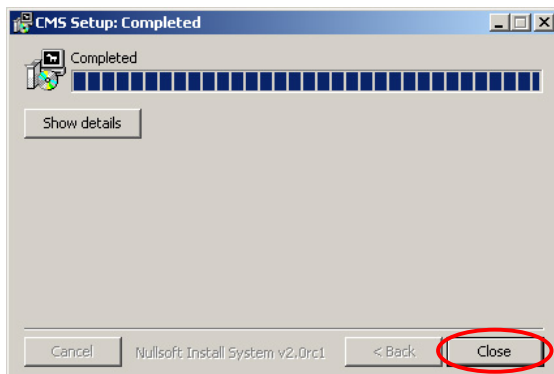 CMS Setup: Completed
Completed
Show details
Cancel Nullsoft Install System v2.0rc1 < Back Close